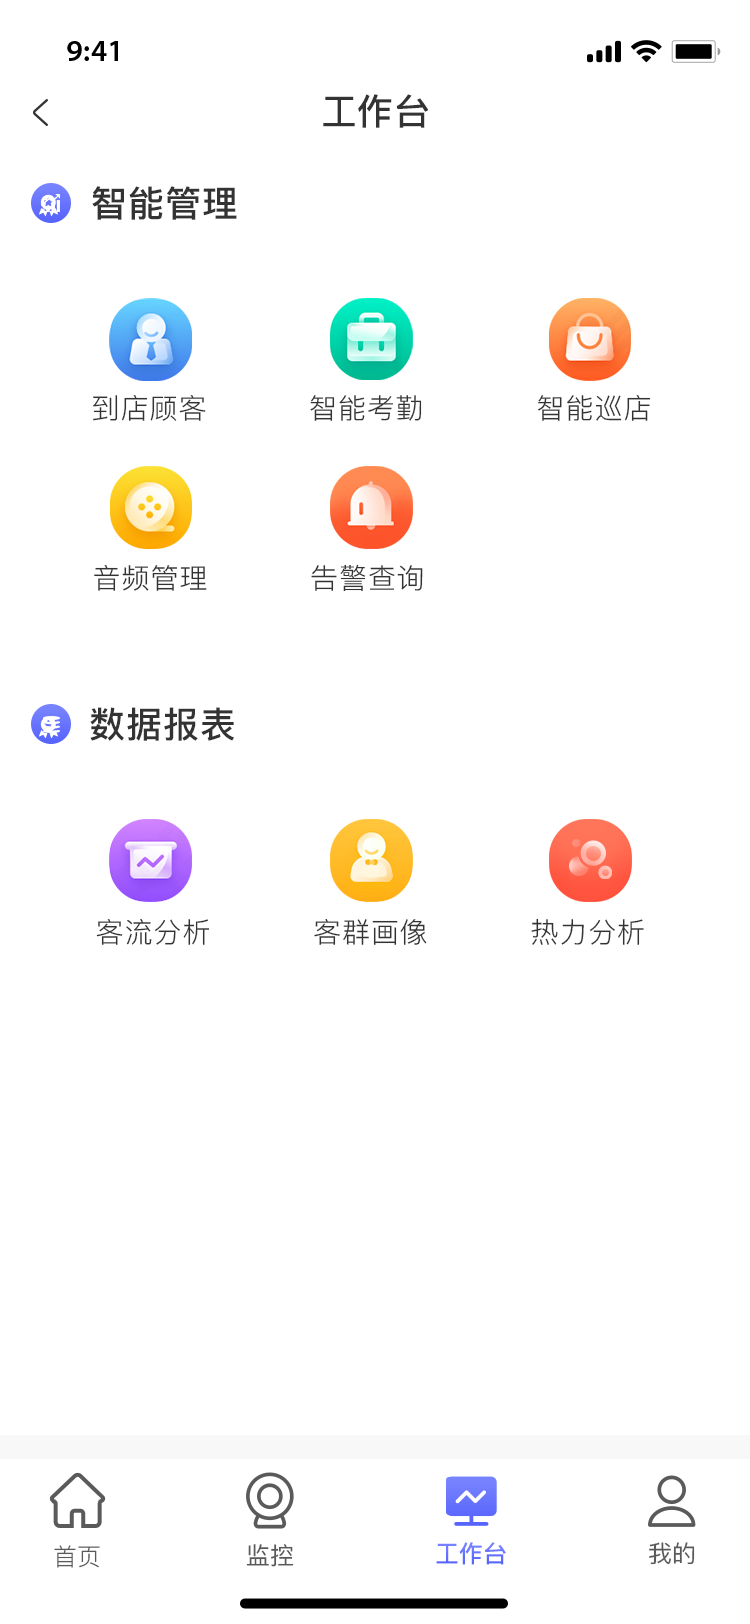 9:41
工作台
智能管理
到店顾客 智能考勤 智能巡店
音频管理 告警查询
数据报表
客流分析 客群画像 热力分析
首页 监控 工作台 我的